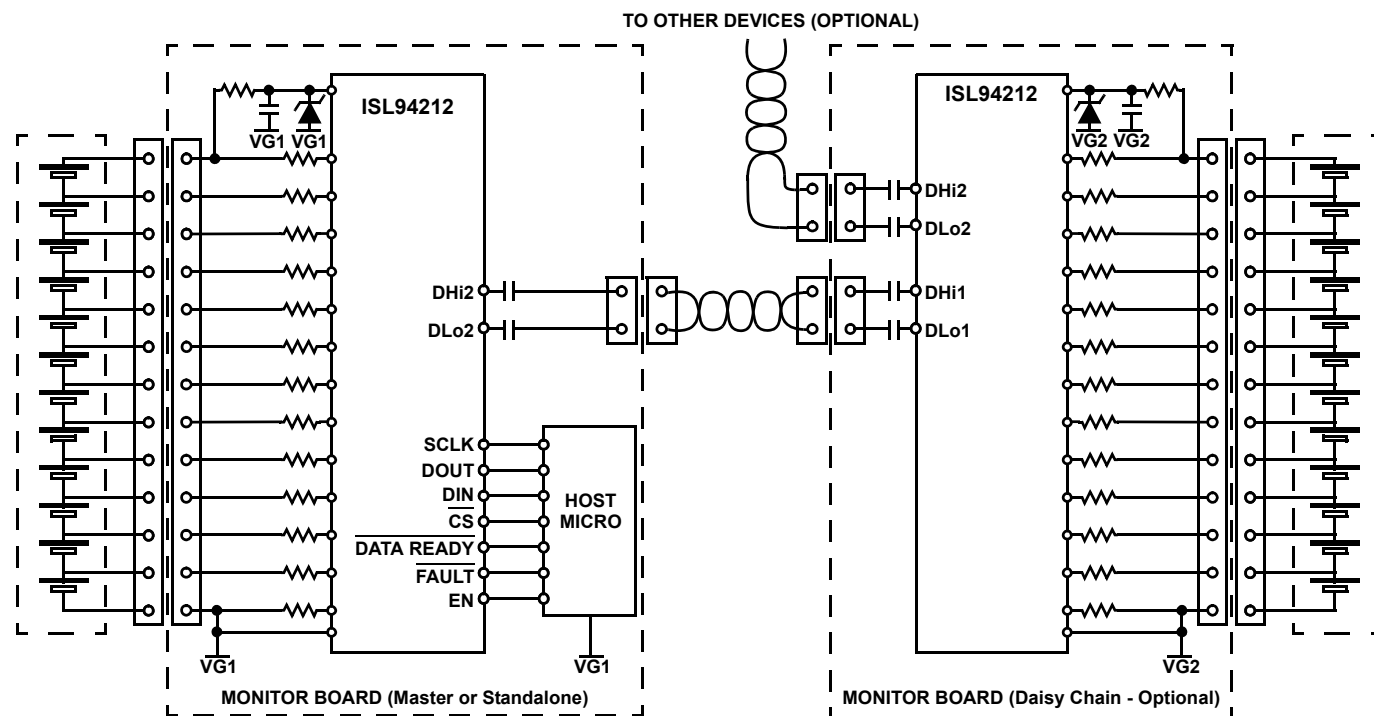 TO OTHER DEVICES (OPTIONAL)
ISL94212
VG1 VG1
DHi2
DLo2
SCLK
DOUT
DIN
CS
DATA READY
FAULT
EN
HOST
MICRO
VG1
VG1
MONITOR BOARD (Master or Standalone)
ISL94212
VG2 VG2
DHi2
DLo2
DHi1
DLo1
VG2
MONITOR BOARD (Daisy Chain - Optional)